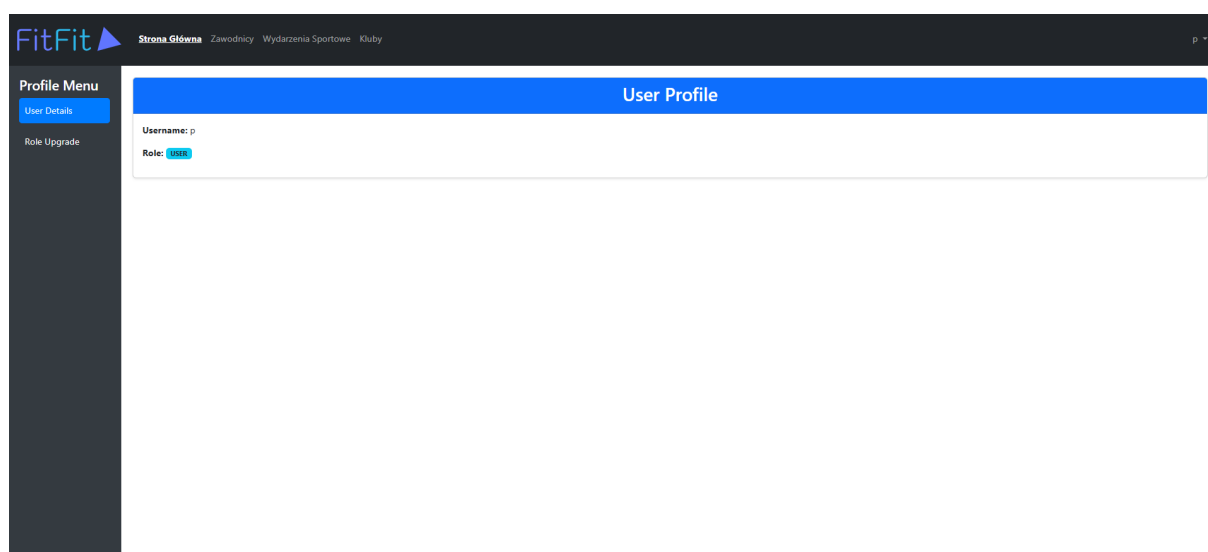 FitFit Strona Główna Zawodnicy Wydarzenia Sportowe Kluby p
Profile Menu
User Details
Role Upgrade
User Profile
Username: p
Role: USER